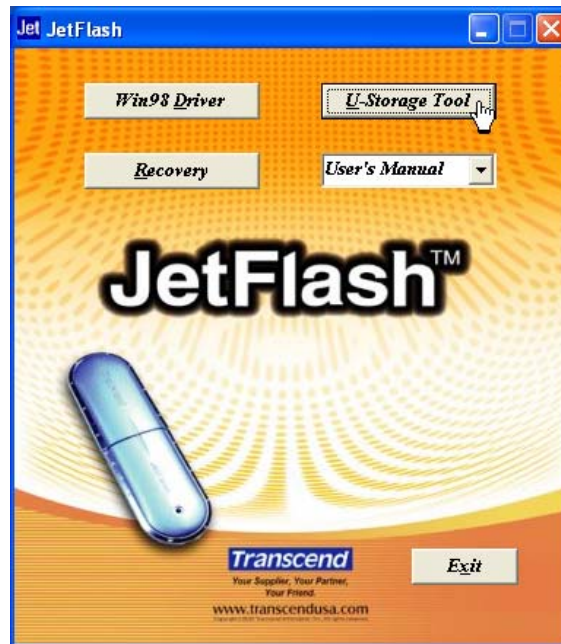 Jet JetFlash
Win98 Driver
U-Storage Tool
Recovery
User's Manual
JetFlash™
Transcend
Your Supplier, Your Partner,
Your Friend.
www.transcendusa.com
Exit